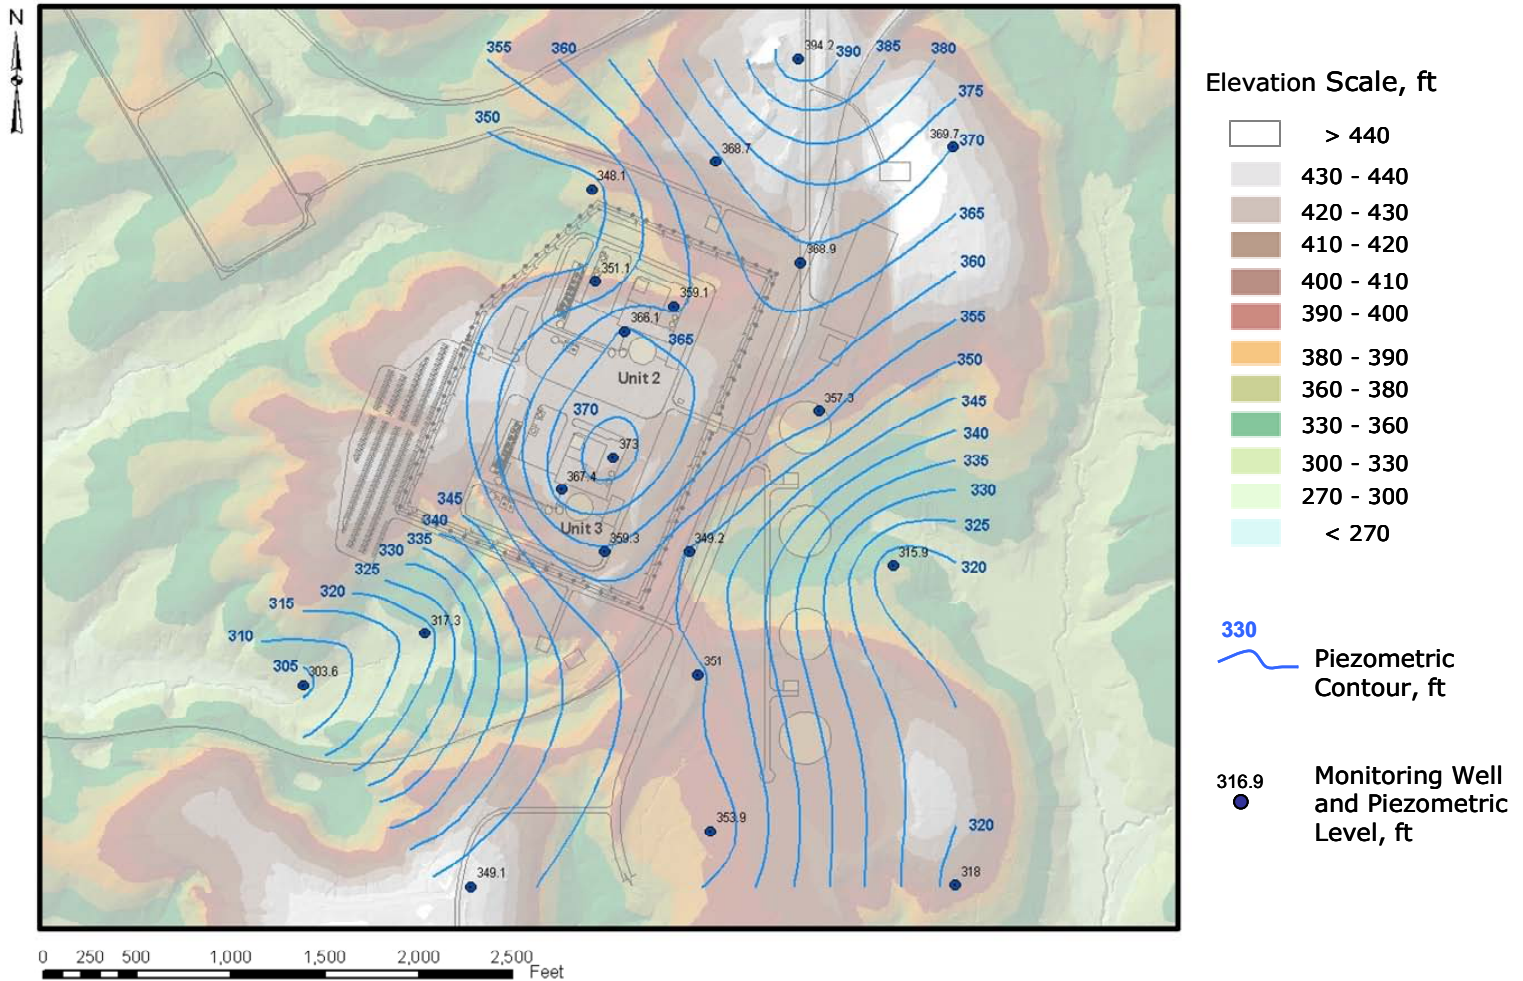 N
394.2
390
385
380
355
360
375
350
369.7
370
368.7
348.1
365
368.9
360
351.1
359.1
366.1
355
365
350
Unit 2
357.3
345
370
373
340
335
367.4
345
330
340
Unit 3
325
335
359.3
349.2
330
315.9
320
325
320
315
317.3
310
351
305
303.6
353.9
320
349.1
318
0 250 500 1,000 1,500 2,000 2,500
Feet
Elevation Scale, ft
> 440
430 - 440
420 - 430
410 - 420
400 - 410
390 - 400
380 - 390
360 - 380
330 - 360
300 - 330
270 - 300
< 270
330
Piezometric
Contour, ft
316.9
Monitoring Well
and Piezometric
Level, ft